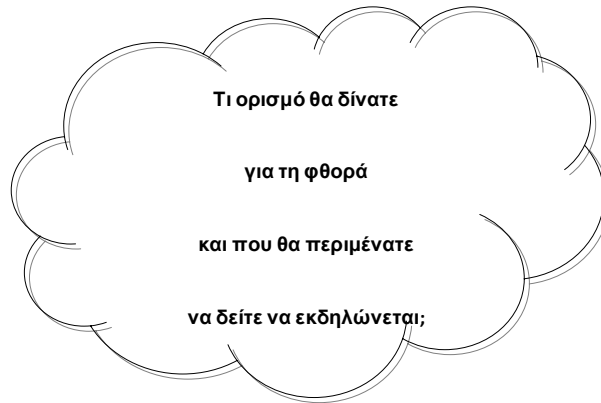 Τι ορισμό θα δίνατε
για τη φθορά
και που θα περιμένατε
να δείτε να εκδηλώνεται;